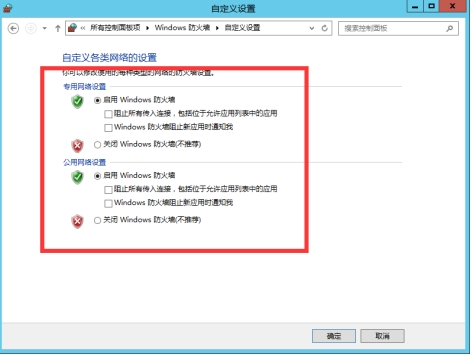 自定义设置
« 所有控制面板项 ▸ Windows 防火墙 ▸ 自定义设置
搜索控制面板
自定义各类网络的设置
你可以修改使用的每种类型的网络的防火墙设置。
专用网络设置
启用 Windows 防火墙
阻止所有传入连接，包括位于允许应用列表中的应用
Windows 防火墙阻止新应用时通知我
关闭 Windows 防火墙(不推荐)
公用网络设置
启用 Windows 防火墙
阻止所有传入连接，包括位于允许应用列表中的应用
Windows 防火墙阻止新应用时通知我
关闭 Windows 防火墙(不推荐)
确定
取消